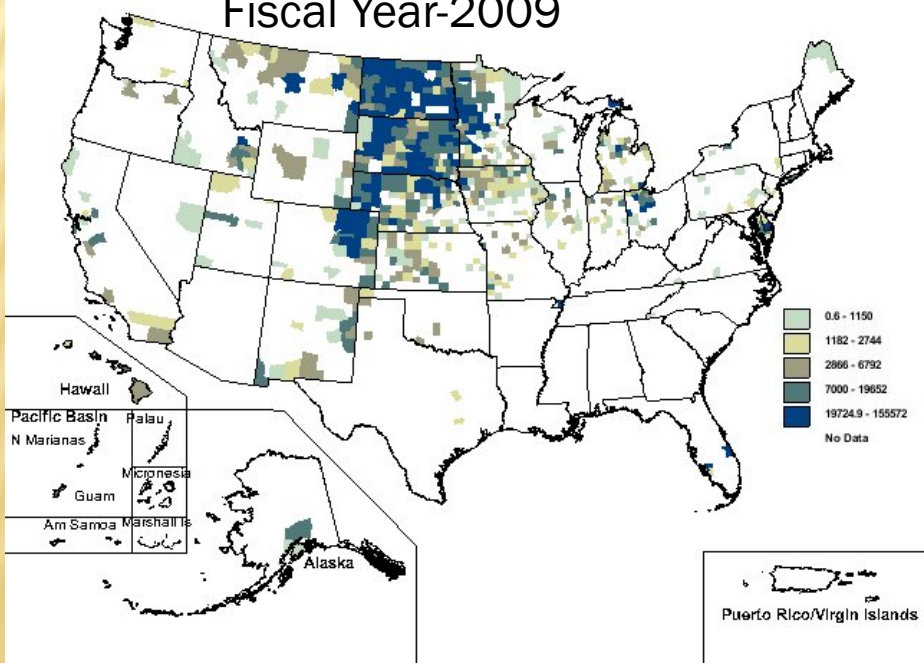 Fiscal Year-2009
0.6 - 1150
1182 - 2744
2866 - 6792
7000 - 19652
19724.9 - 155572
No Data
Hawaii
Pacific Basin
Palau
N Marianas
Micronesia
Guam
Am Samoa
Marshall Is
Alaska
Puerto Rico/Virgin Islands